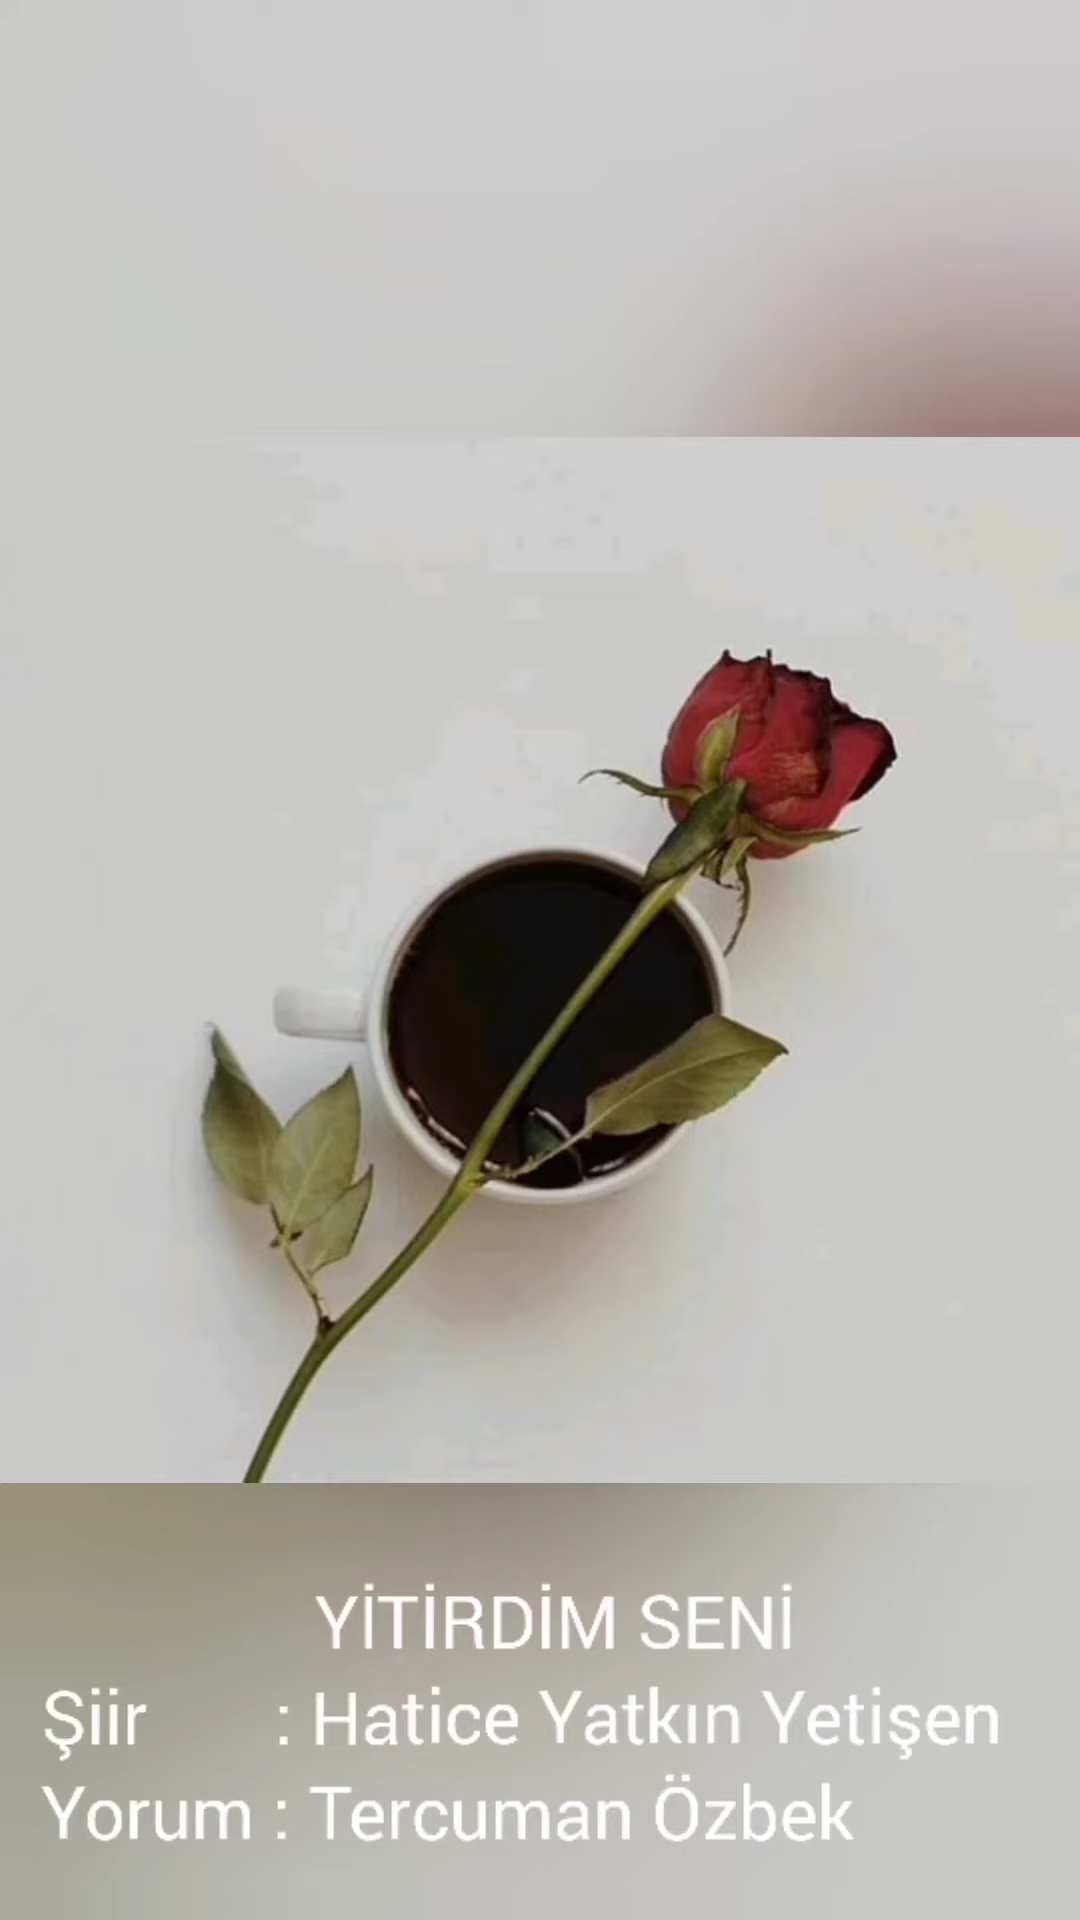 YİTİRDİM SENİ
Şiir : Hatice Yatkın Yetişen
Yorum : Tercuman Özbek